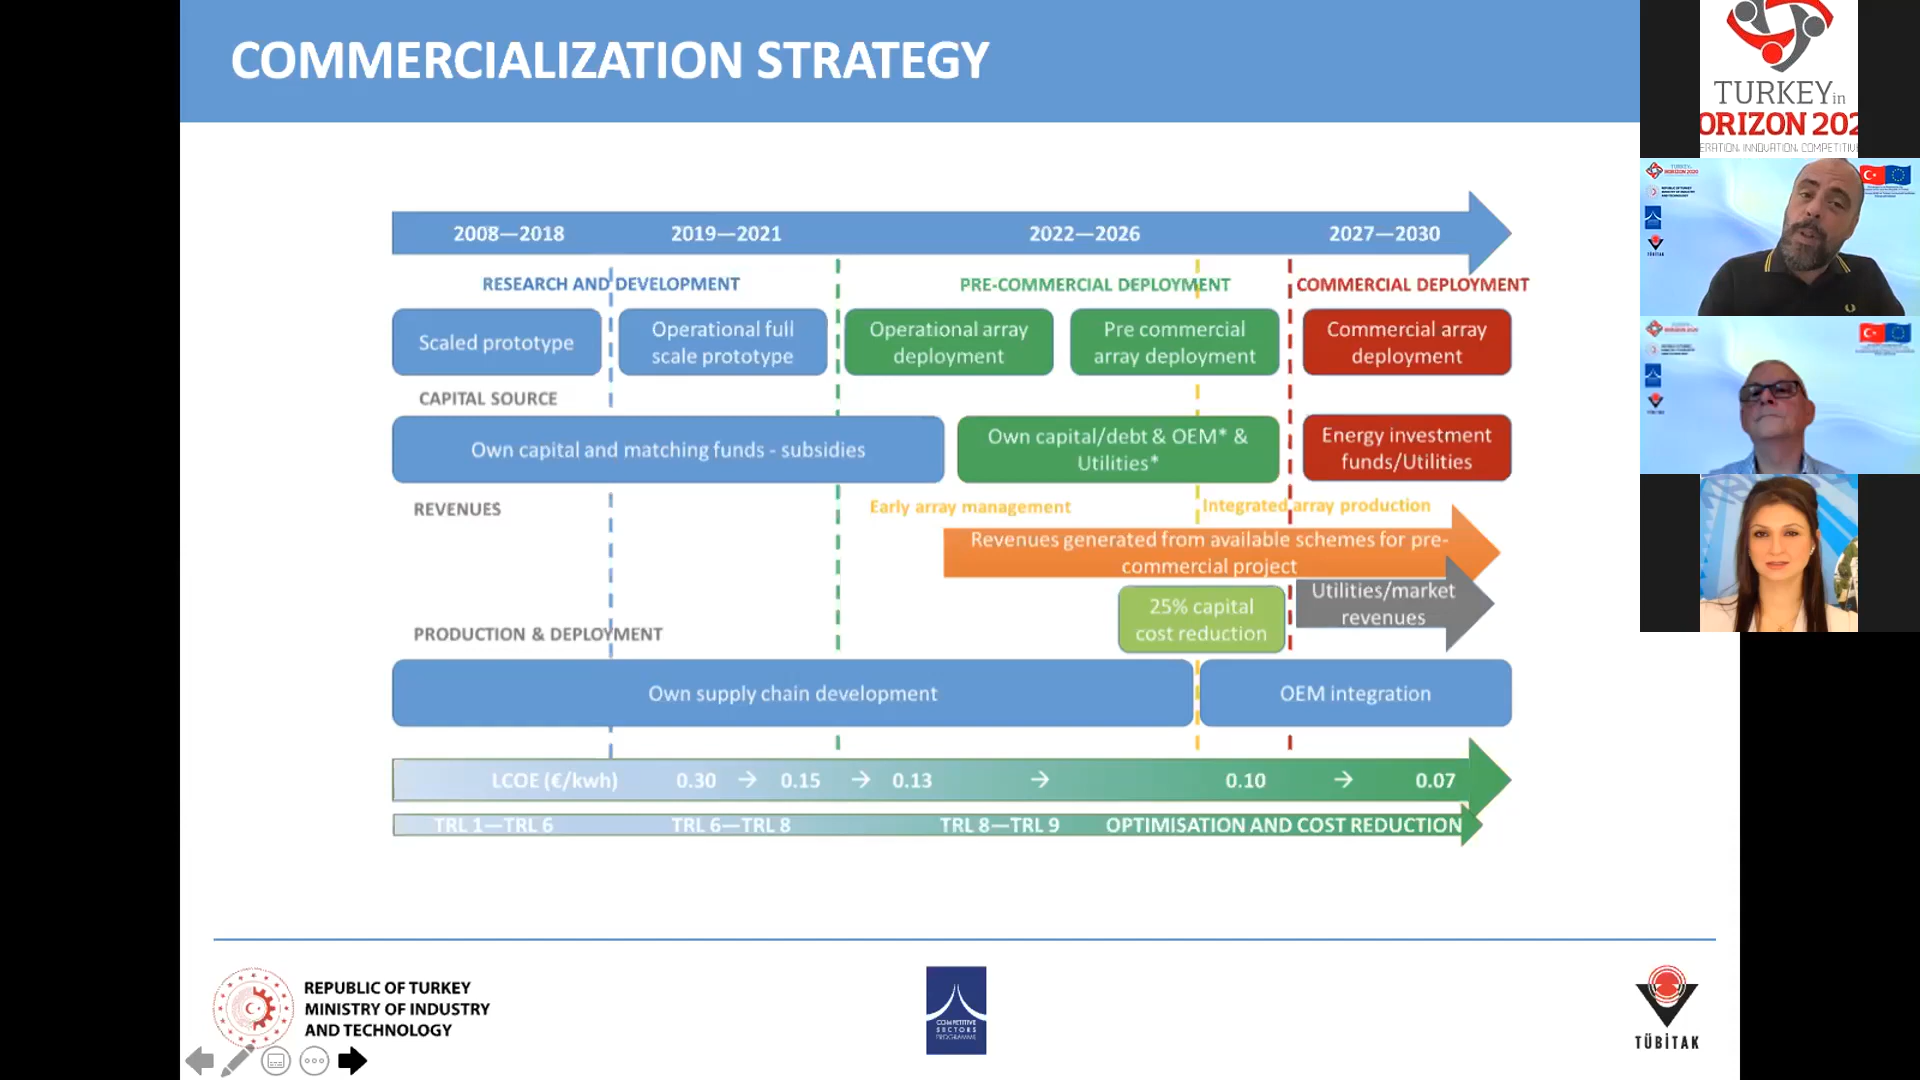 COMMERCIALIZATION STRATEGY
2008—2018
2019—2021
2022—2026
2027—2030
RESEARCH AND DEVELOPMENT
PRE-COMMERCIAL DEPLOYMENT
COMMERCIAL DEPLOYMENT
Scaled prototype
Operational full
scale prototype
Operational array
deployment
Pre commercial
array deployment
Commercial array
deployment
CAPITAL SOURCE
Own capital and matching funds - subsidies
Own capital/debt & OEM* &
Utilities*
Energy investment
funds/Utilities
REVENUES
Early array management
Integrated array production
Revenues generated from available schemes for pre-
commercial project
25% capital
cost reduction
Utilities/market
revenues
PRODUCTION & DEPLOYMENT
Own supply chain development
OEM integration
LCOE (€/kwh) 0.30 → 0.15 → 0.13 → 0.10 → 0.07
TRL 1—TRL 6
TRL 6—TRL 8
TRL 8—TRL 9
OPTIMISATION AND COST REDUCTION
REPUBLIC OF TURKEY
MINISTRY OF INDUSTRY
AND TECHNOLOGY
COMPETITIVE
SECTORS
PROGRAMME
TÜBİTAK
TURKEY in
ORIZON 202
ERATION, INNOVATION, COMPETITIV